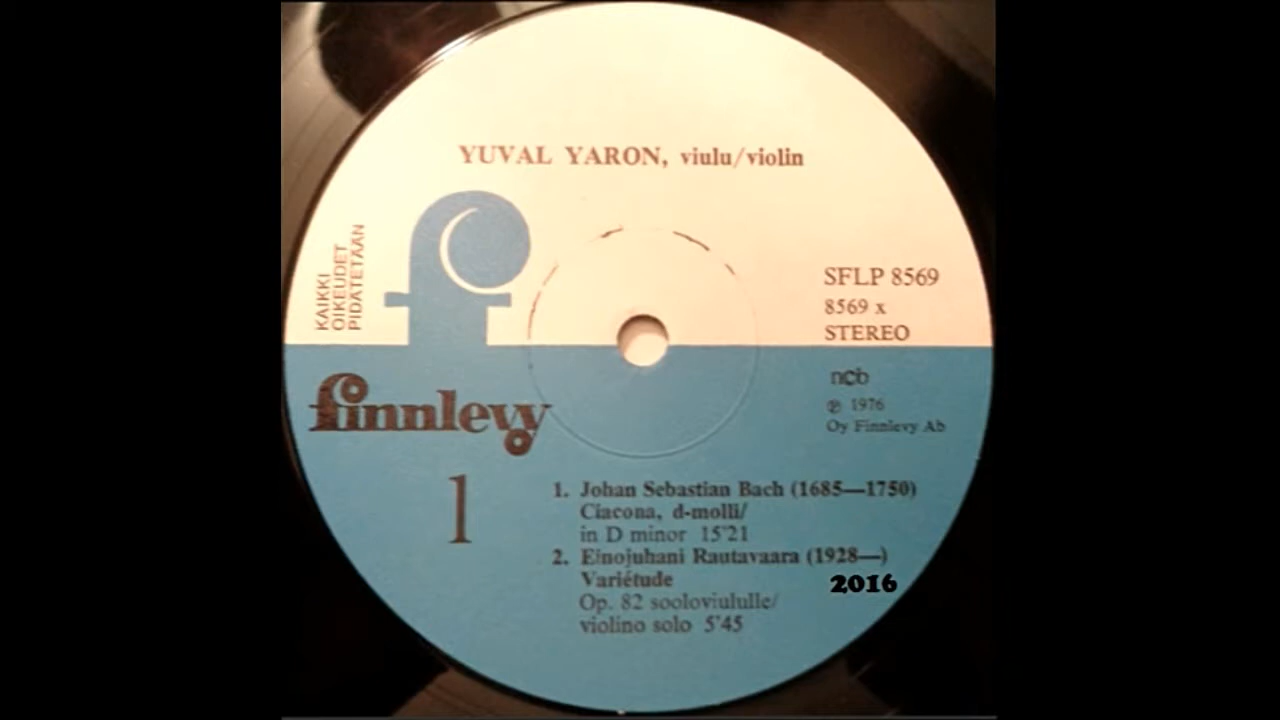 YUVAL YARON, viulu/violin
KAIKKI
OIKEUDET
PIDÄTETÄÄN
f
SFLP 8569
8569 x
STEREO
ncb
℗ 1976
Oy Finnlevy Ab
finnlevy
1
1. Johan Sebastian Bach (1685—1750)
Ciacona, d-molli/
in D minor 15'21
2. Einojuhani Rautavaara (1928—)
2016
Variétude
Op. 82 sooloviululle/
violino solo 5'45